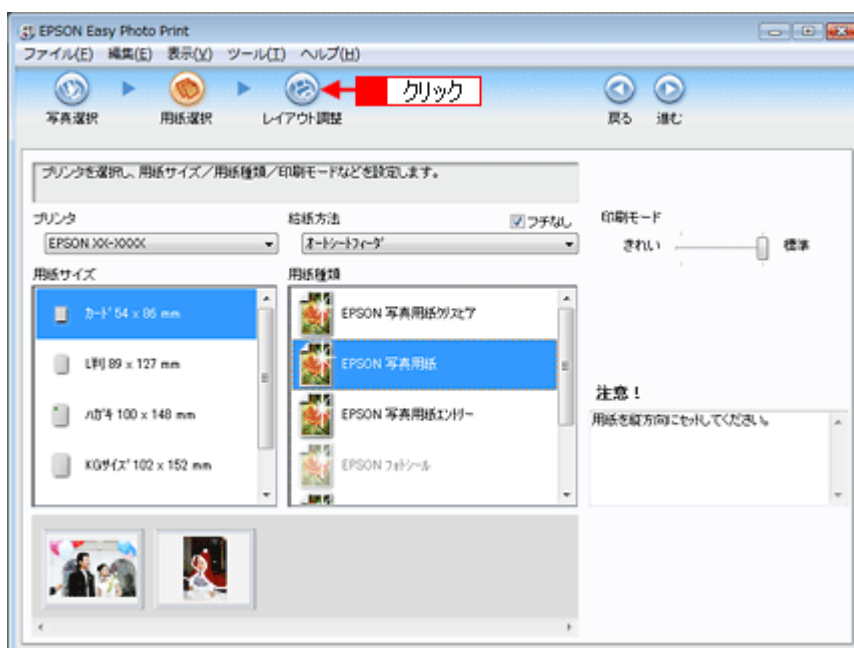 EPSON Easy Photo Print
ファイル(F) 編集(E) 表示(V) ツール(T) ヘルプ(H)
クリック
写真選択 用紙選択 レイアウト調整 戻る 進む
プリンタを選択し、用紙サイズ／用紙種類／印刷モードなどを設定します。
プリンタ 給紙方法 フチなし 印刷モード
EPSON XX-XXXX オートシートフィーダ きれい 標準
用紙サイズ 用紙種類
カード 54 x 86 mm EPSON 写真用紙クリスピア
L判 89 x 127 mm EPSON 写真用紙
注意！
ハガキ 100 x 148 mm EPSON 写真用紙エントリー 用紙を縦方向にセットしてください。
KGサイズ 102 x 152 mm EPSON フォトシール